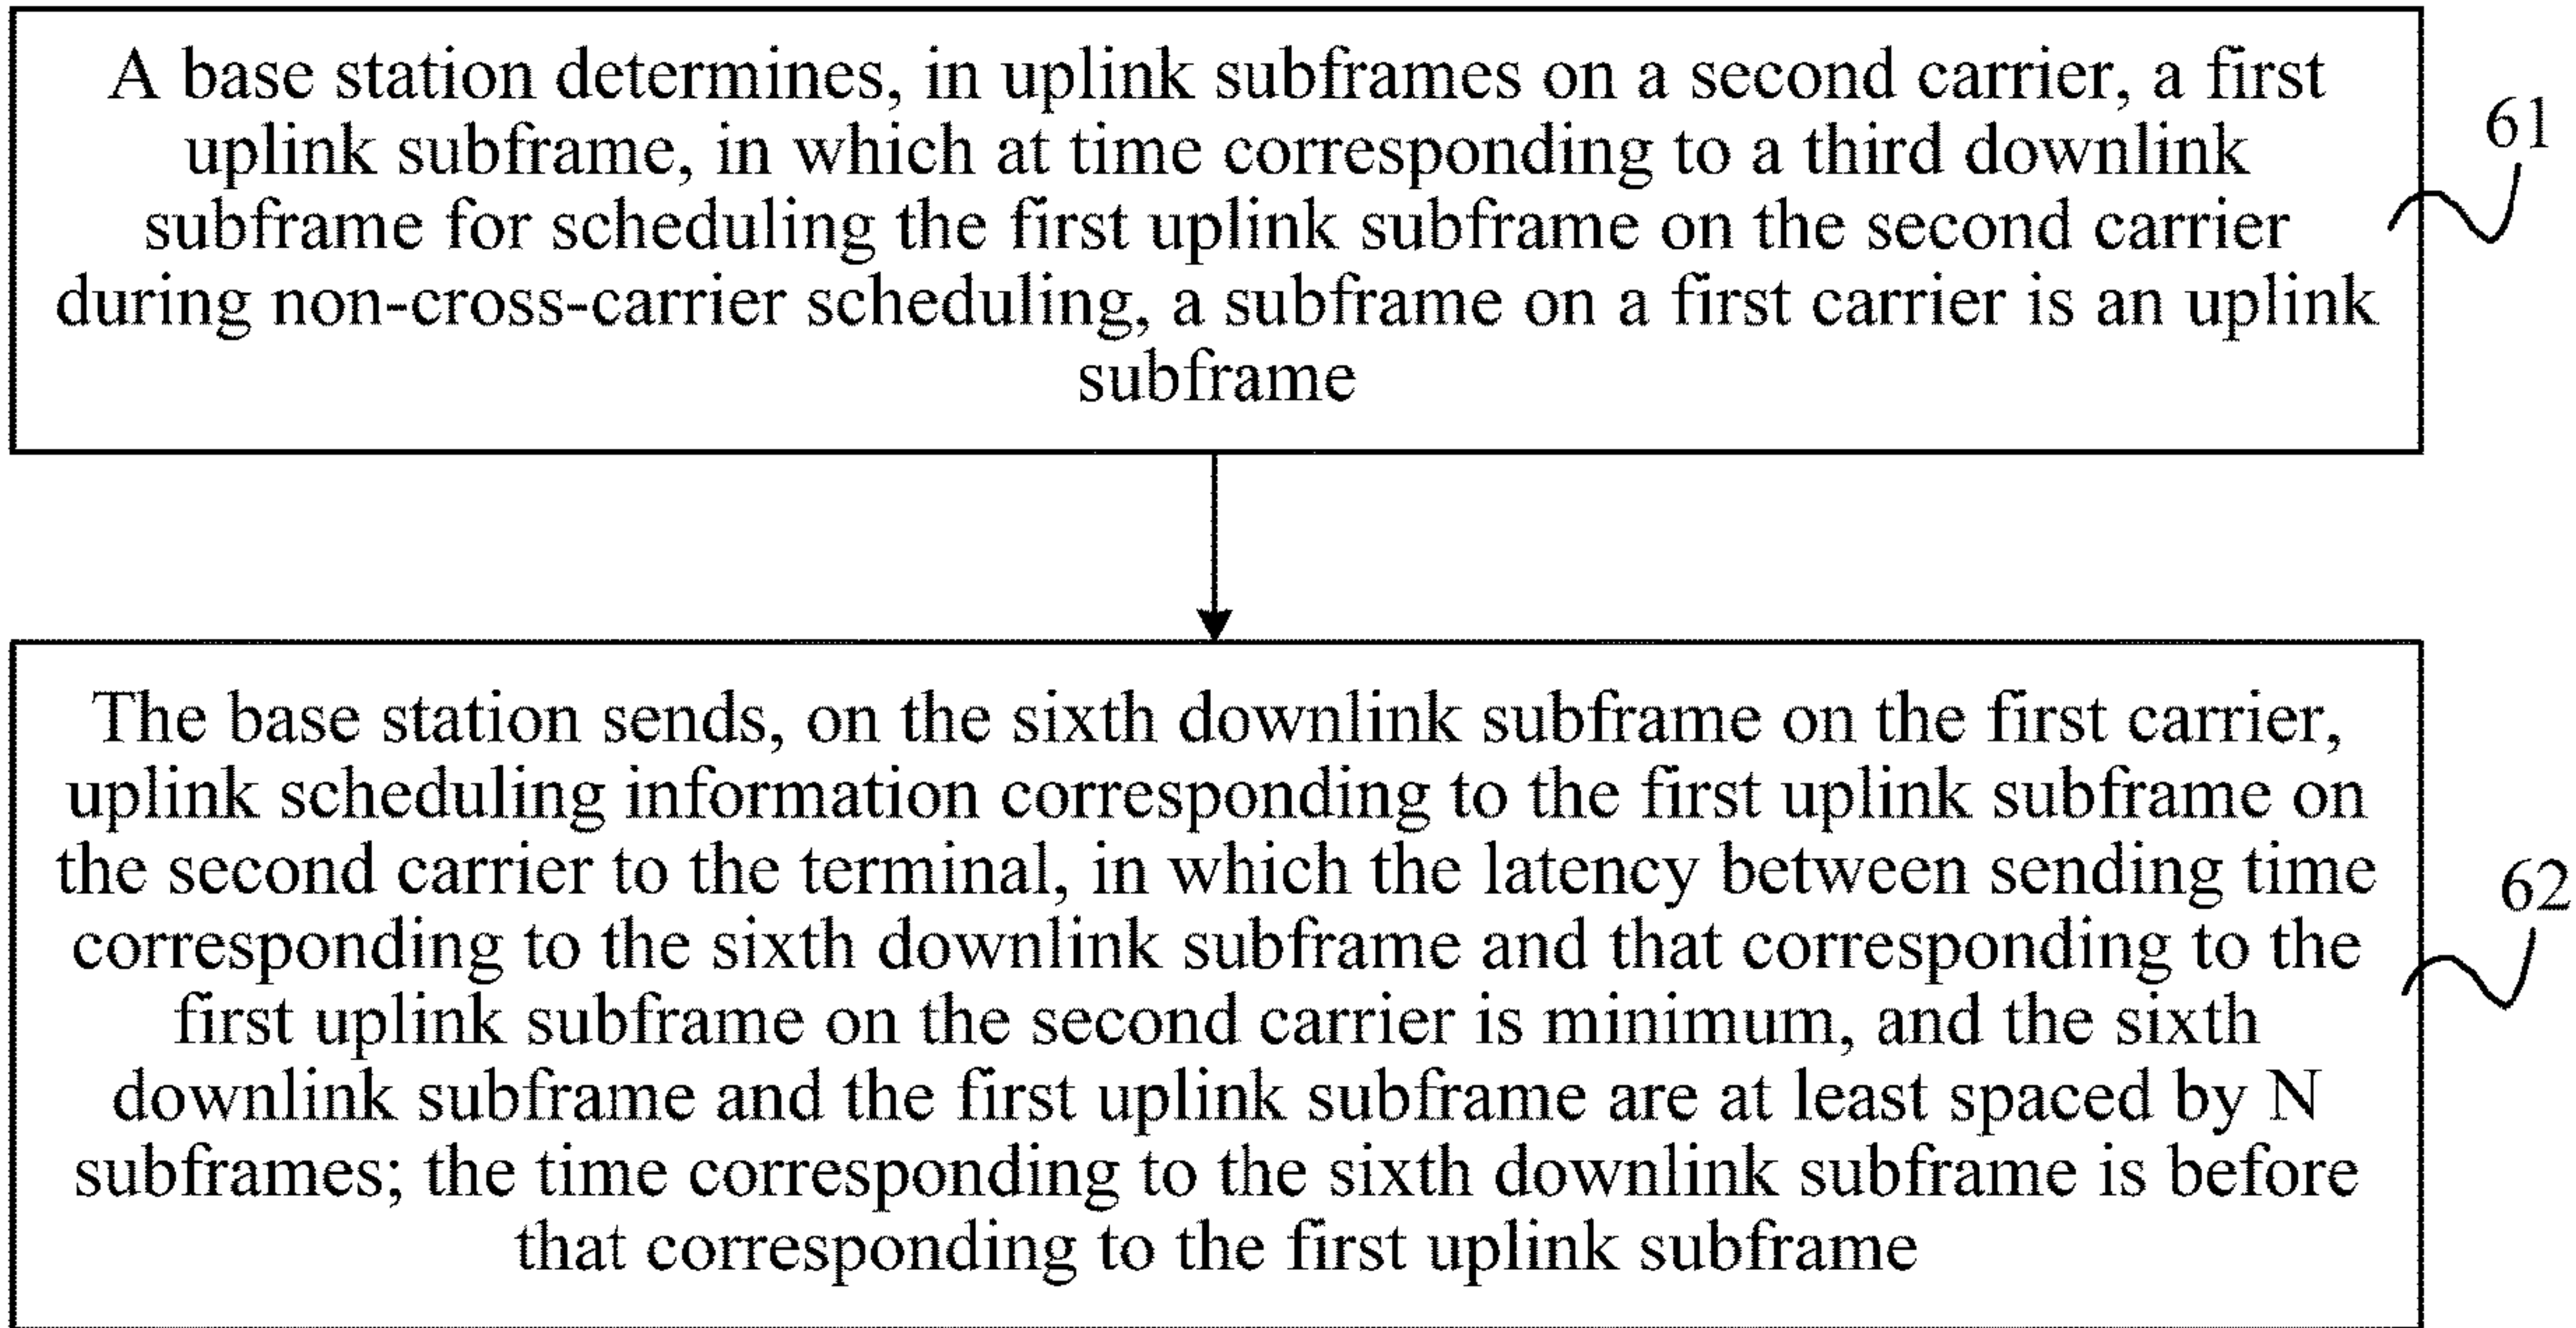 A base station determines, in uplink subframes on a second carrier, a first
uplink subframe, in which at time corresponding to a third downlink
subframe for scheduling the first uplink subframe on the second carrier
during non-cross-carrier scheduling, a subframe on a first carrier is an uplink
subframe
61
The base station sends, on the sixth downlink subframe on the first carrier,
uplink scheduling information corresponding to the first uplink subframe on
the second carrier to the terminal, in which the latency between sending time
corresponding to the sixth downlink subframe and that corresponding to the
first uplink subframe on the second carrier is minimum, and the sixth
downlink subframe and the first uplink subframe are at least spaced by N
subframes; the time corresponding to the sixth downlink subframe is before
that corresponding to the first uplink subframe
62